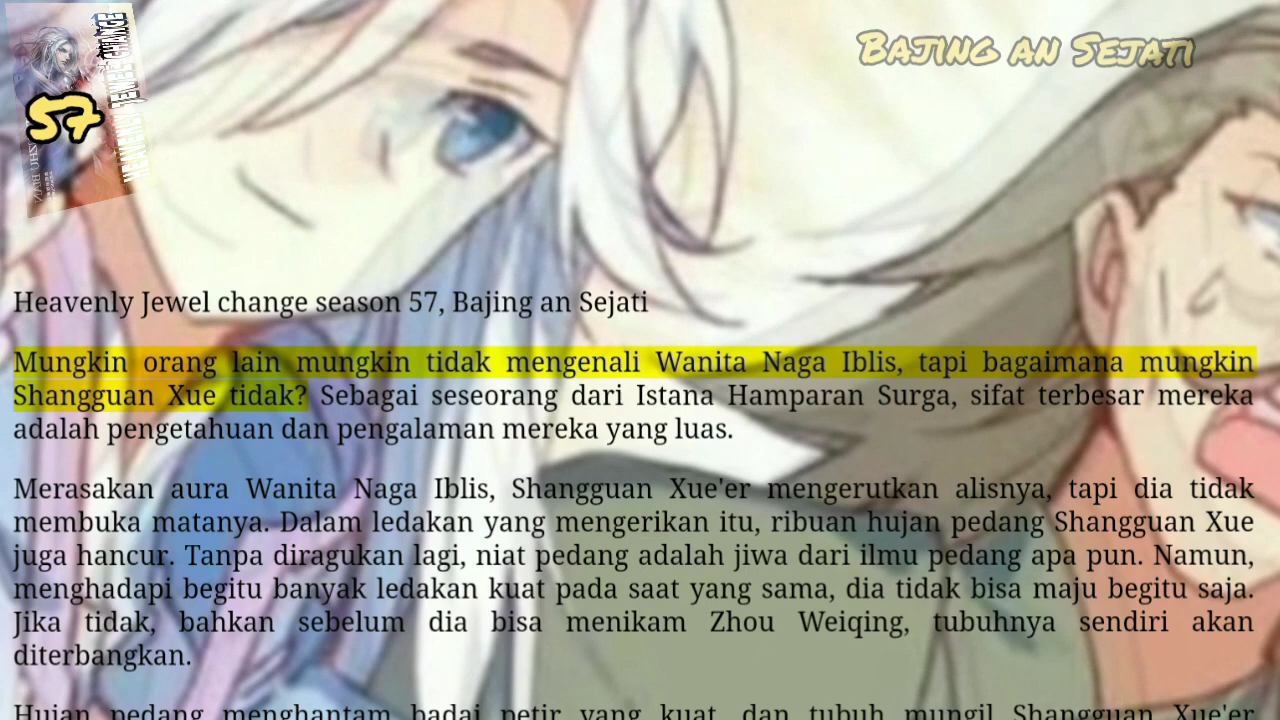 HEAVENLY JEWEL CHANGE
57
Bajing an Sejati
Heavenly Jewel change season 57, Bajing an Sejati
Mungkin orang lain mungkin tidak mengenali Wanita Naga Iblis, tapi bagaimana mungkin
Shangguan Xue tidak? Sebagai seseorang dari Istana Hamparan Surga, sifat terbesar mereka
adalah pengetahuan dan pengalaman mereka yang luas.
Merasakan aura Wanita Naga Iblis, Shangguan Xue'er mengerutkan alisnya, tapi dia tidak
membuka matanya. Dalam ledakan yang mengerikan itu, ribuan hujan pedang Shangguan Xue
juga hancur. Tanpa diragukan lagi, niat pedang adalah jiwa dari ilmu pedang apa pun. Namun,
menghadapi begitu banyak ledakan kuat pada saat yang sama, dia tidak bisa maju begitu saja.
Jika tidak, bahkan sebelum dia bisa menikam Zhou Weiqing, tubuhnya sendiri akan
diterbangkan.
Hujan pedang menghantam badai petir yang kuat, dan tubuh mungil Shangguan Xue'er